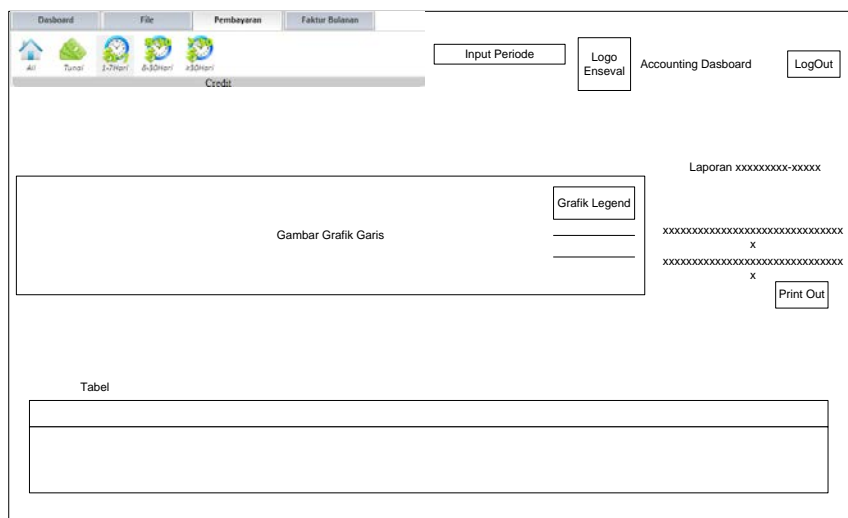 Dasboard File Pembayaran Faktur Bulanan
All Tunai 1-7Hari 8-30Hari >30Hari
Credit
Input Periode
Logo
Enseval
Accounting Dasboard
LogOut
Laporan xxxxxxxxx-xxxxx
Grafik Legend
Gambar Grafik Garis
xxxxxxxxxxxxxxxxxxxxxxxxxxxxxxx
x
xxxxxxxxxxxxxxxxxxxxxxxxxxxxxxx
x
Print Out
Tabel